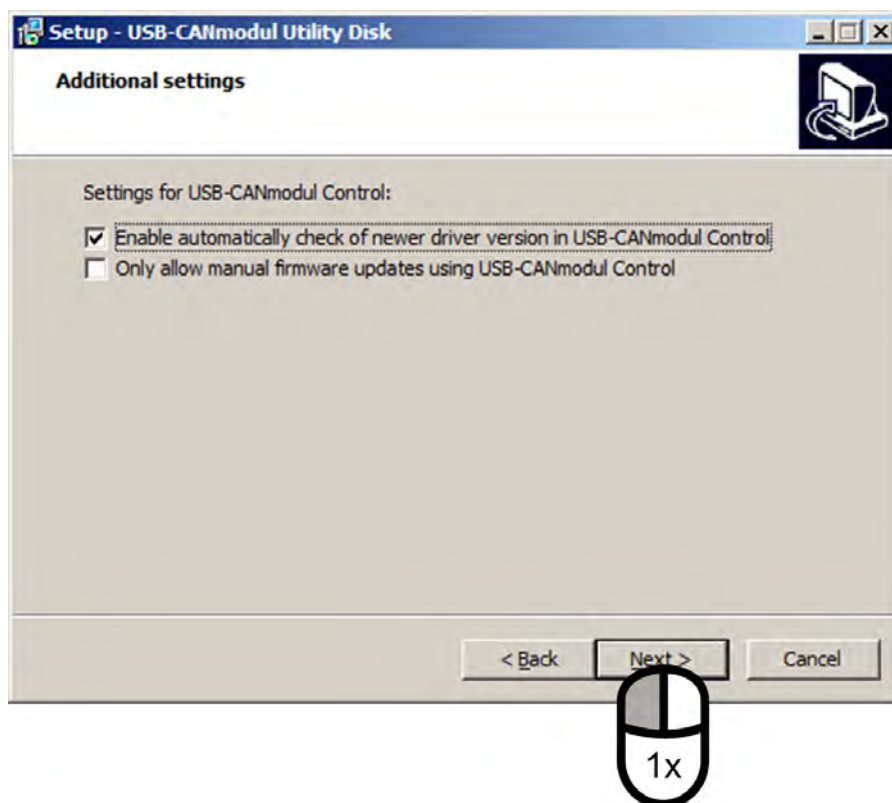 Setup - USB-CANmodul Utility Disk
Additional settings
Settings for USB-CANmodul Control:
Enable automatically check of newer driver version in USB-CANmodul Control
Only allow manual firmware updates using USB-CANmodul Control
< Back Next > Cancel
1x